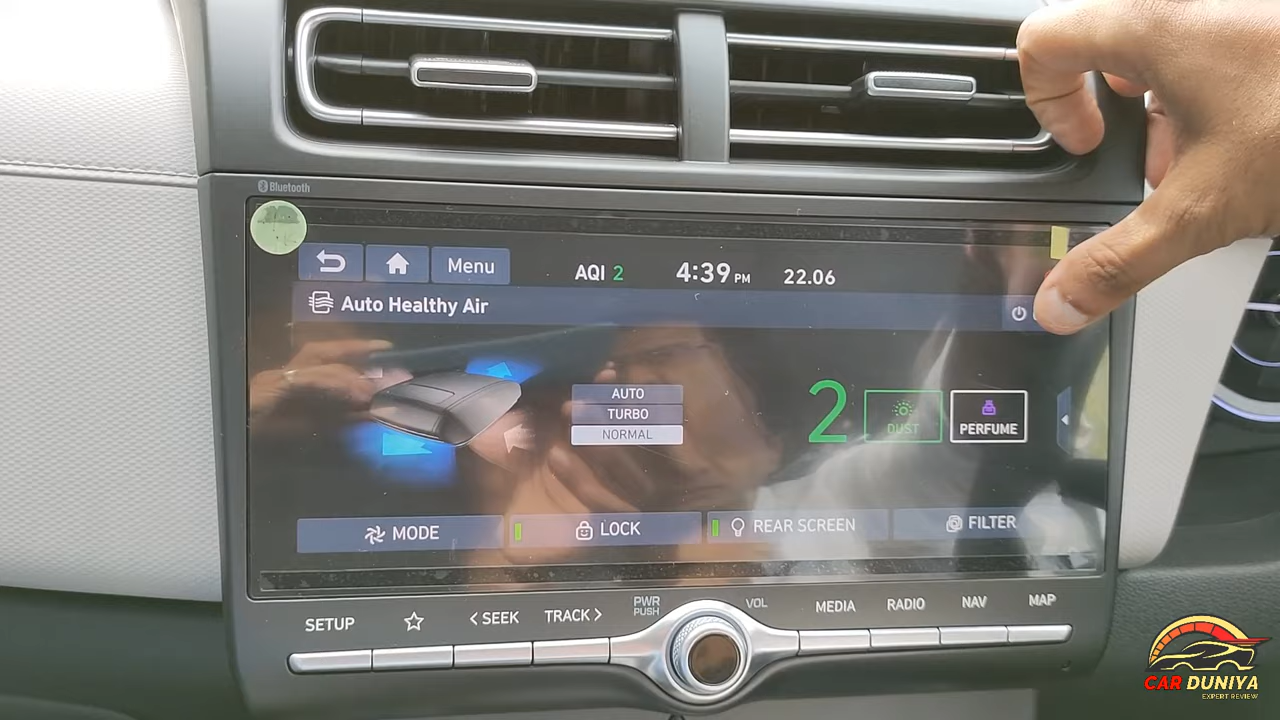 Bluetooth
Menu
AQI 2
4:39 PM
22.06
Auto Healthy Air
AUTO
TURBO
NORMAL
2
DUST
PERFUME
MODE
LOCK
REAR SCREEN
FILTER
SETUP
< SEEK
TRACK >
PWR
PUSH
VOL
MEDIA
RADIO
NAV
MAP
CAR DUNIYA
EXPERT REVIEW